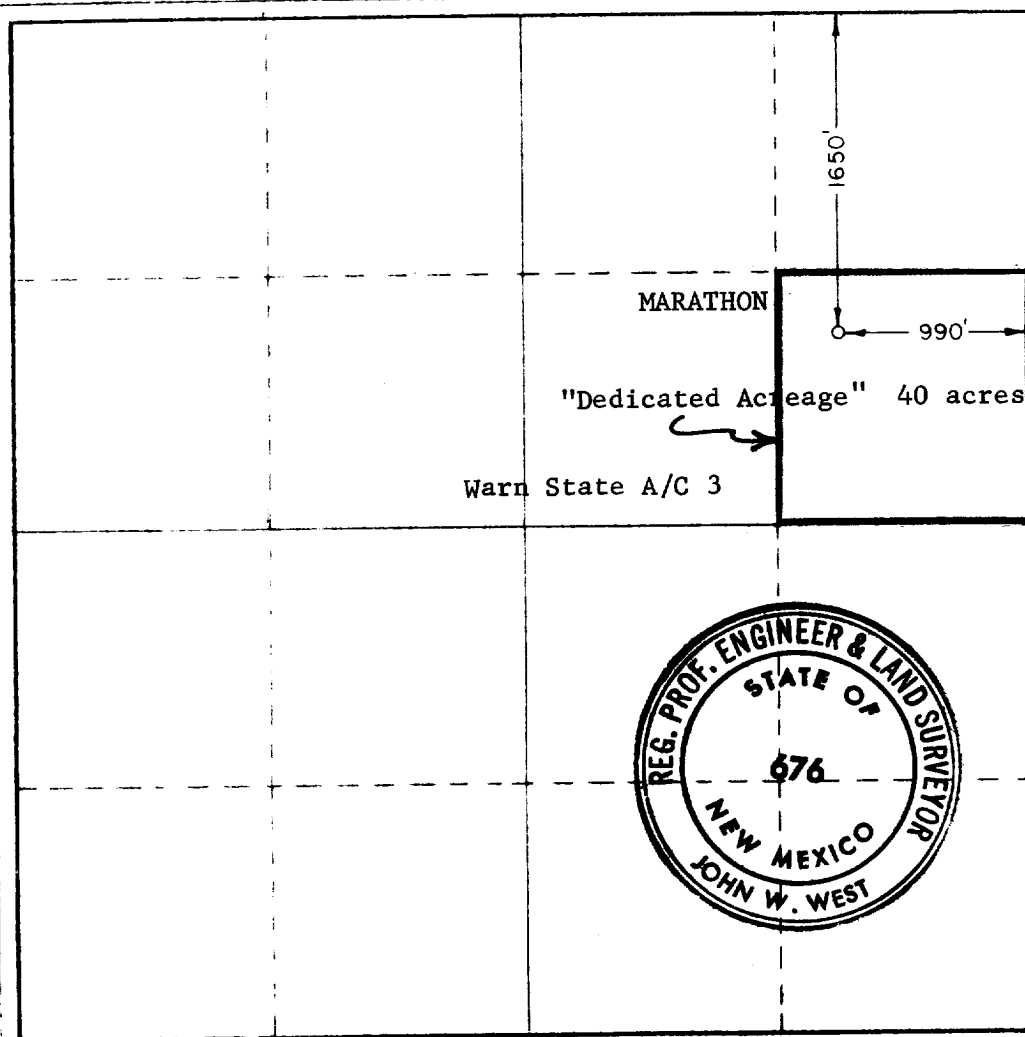 1650'
MARATHON
990'
"Dedicated Acreage" 40 acres
Warn State A/C 3
REG. PROF. ENGINEER & LAND SURVEYOR
STATE OF
676
NEW MEXICO
JOHN W. WEST